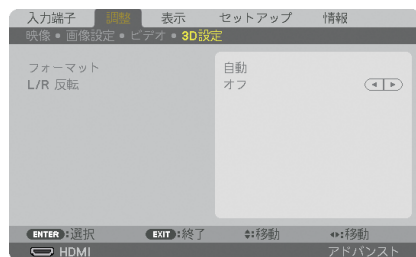 入力端子 調整 表示 セットアップ 情報
映像 • 画像設定 • ビデオ • 3D設定
フォーマット 自動
L/R 反転 オフ
ENTER :選択 EXIT :終了 :移動 :移動
HDMI アドバンスト